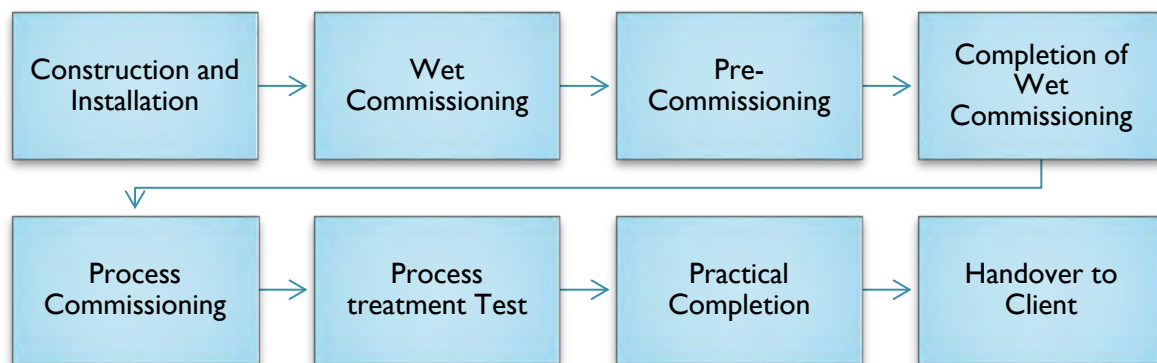 Construction and
Installation
Wet
Commissioning
Pre-
Commissioning
Completion of
Wet
Commissioning
Process
Commissioning
Process
treatment Test
Practical
Completion
Handover to
Client